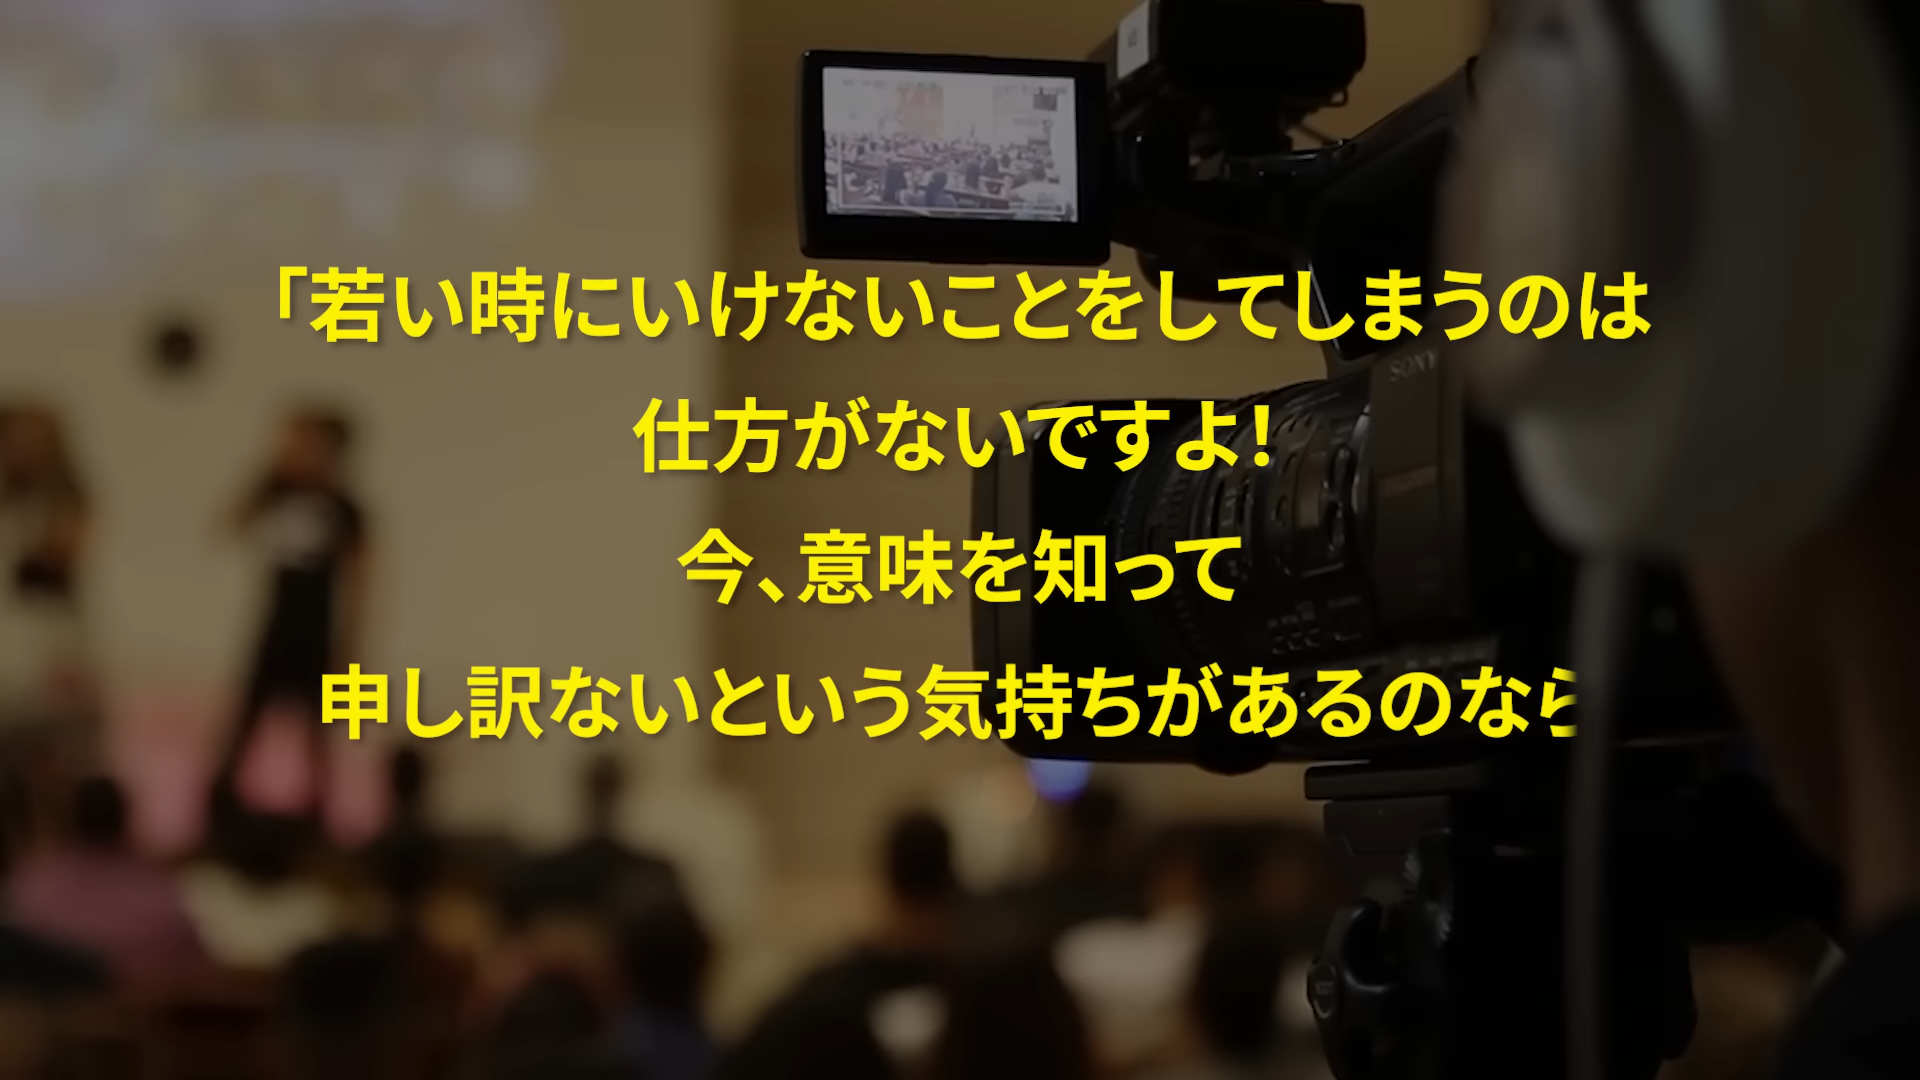 「若い時にいけないことをしてしまうのは
仕方がないですよ!
今、意味を知って
申し訳ないという気持ちがあるのなら
SONY